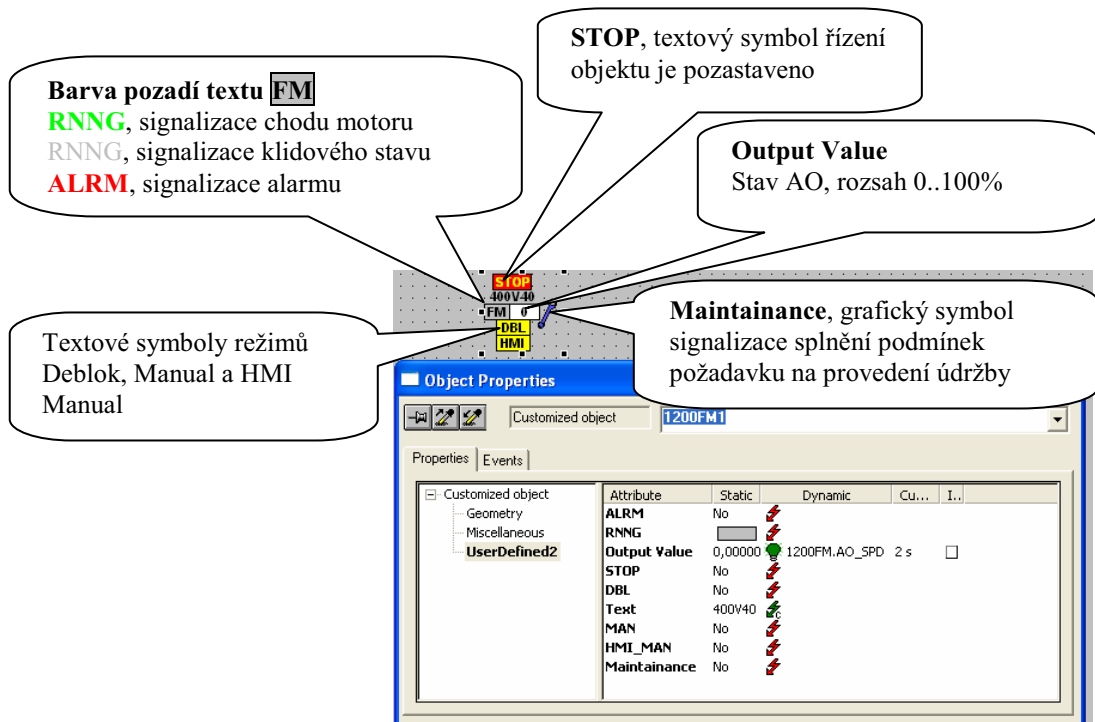 STOP, textový symbol řízení
objektu je pozastaveno
Barva pozadí textu FM
RNNG, signalizace chodu motoru
RNNG, signalizace klidového stavu
ALRM, signalizace alarmu
Output Value
Stav AO, rozsah 0..100%
STOP
400V40
FM 0
DBL
HMI
Maintainance, grafický symbol
signalizace splnění podmínek
požadavku na provedení údržby
Textové symboly režimů
Deblok, Manual a HMI
Manual
Object Properties
Customized object 1200FM1
Properties Events
Customized object
Geometry
Miscellaneous
UserDefined2
Attribute Static Dynamic Cu... I..
ALRM No
RNNG
Output Value 0,00000 1200FM.AO_SPD 2 s
STOP No
DBL No
Text 400V40
MAN No
HMI_MAN No
Maintainance No